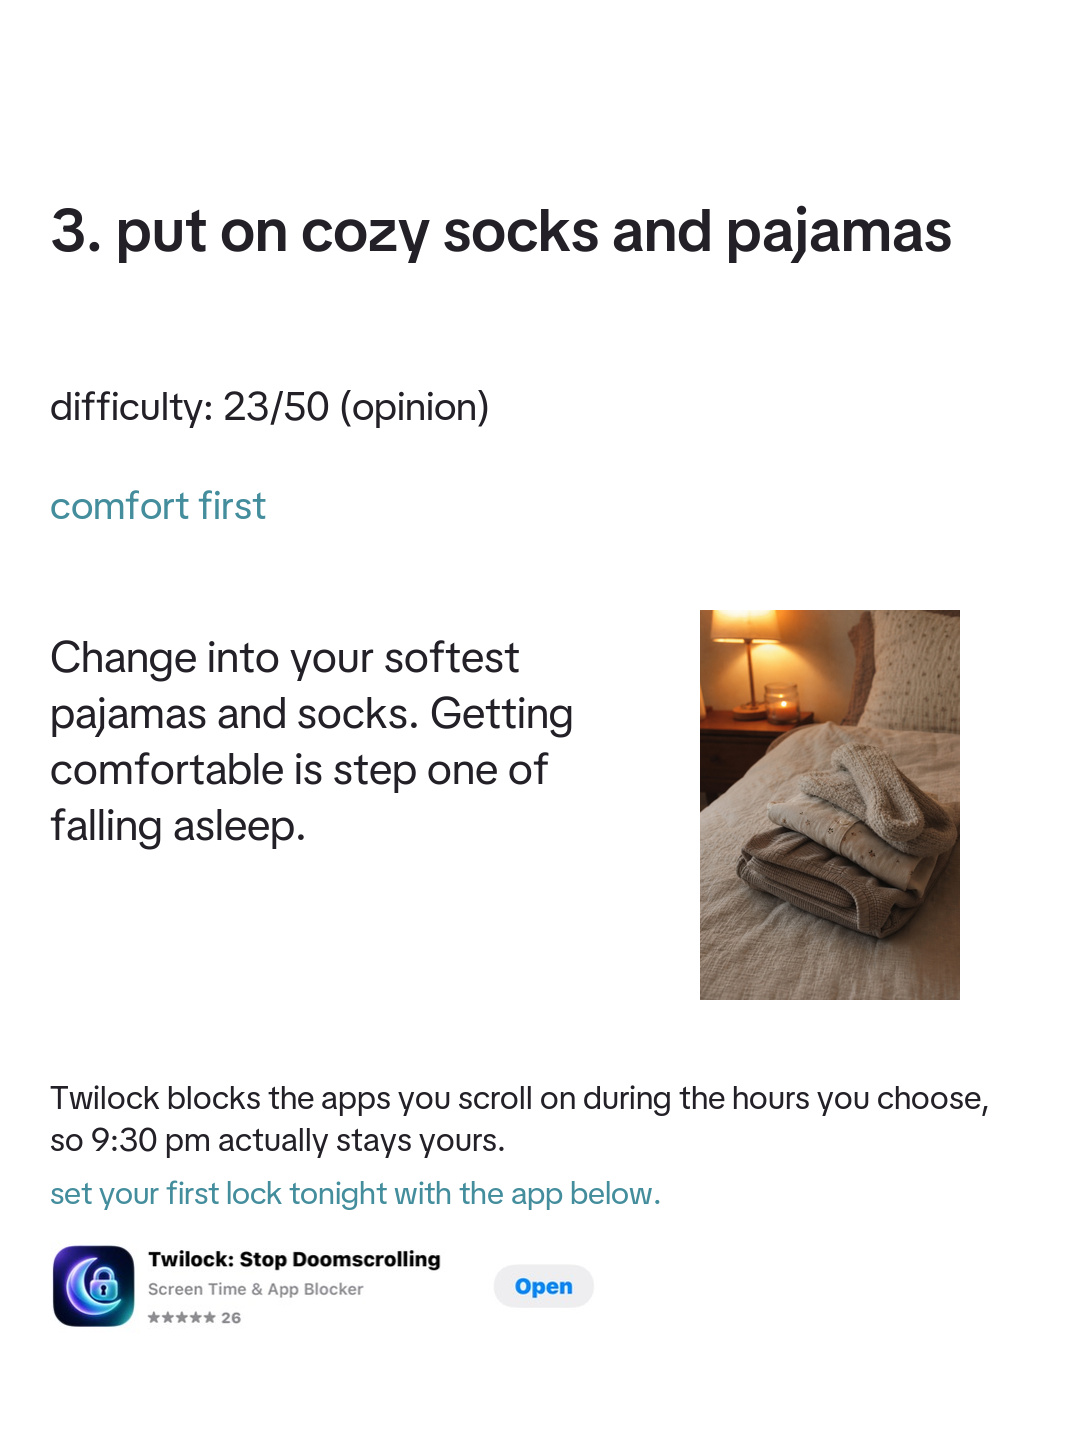 3. put on cozy socks and pajamas
difficulty: 23/50 (opinion)
comfort first
Change into your softest
pajamas and socks. Getting
comfortable is step one of
falling asleep.
Twilock blocks the apps you scroll on during the hours you choose,
so 9:30 pm actually stays yours.
set your first lock tonight with the app below.
Twilock: Stop Doomscrolling
Screen Time & App Blocker
★★★★★ 26
Open